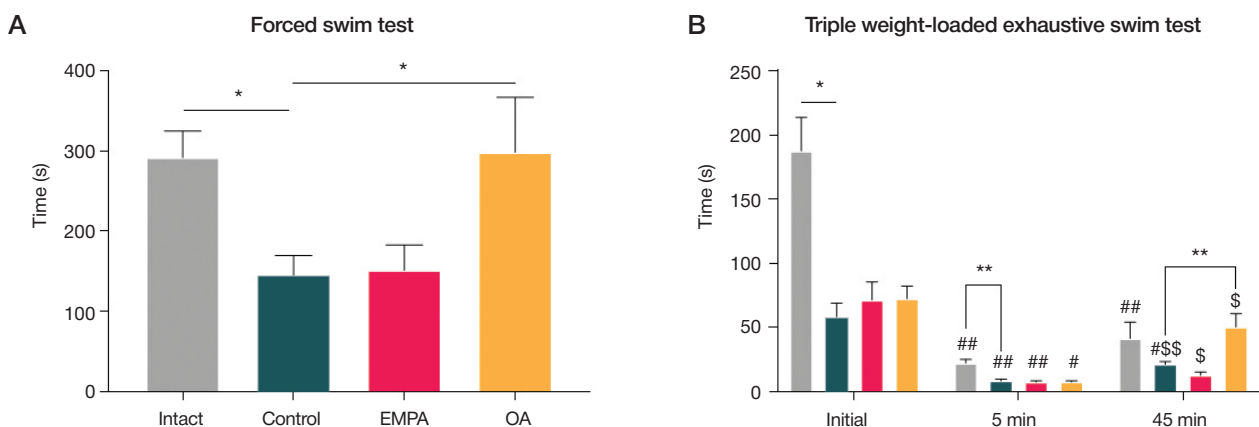 A
Forced swim test
400
300
200
100
0
Time (s)
*
*
Intact
Control
EMPA
OA
B
Triple weight-loaded exhaustive swim test
250
200
150
100
50
0
Time (s)
*
**
**
##
##
##
#
##
#$$
$
$
Initial
5 min
45 min